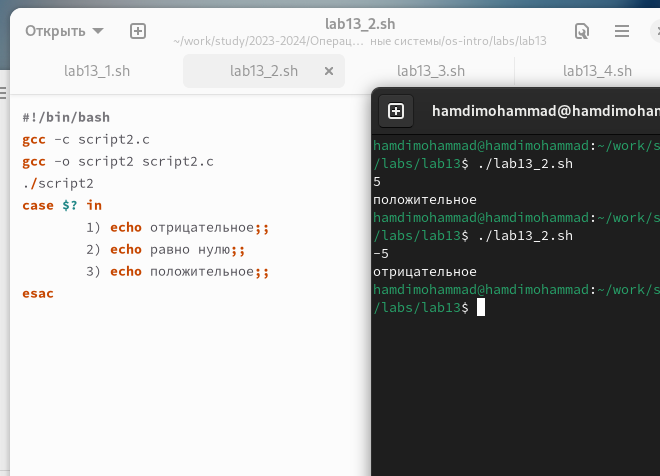 Открыть
lab13_2.sh
~/work/study/2023-2024/Операц… ные системы/os-intro/labs/lab13
lab13_1.sh
lab13_2.sh
lab13_3.sh
lab13_4.sh
#!/bin/bash
gcc -c script2.c
gcc -o script2 script2.c
./script2
case $? in
1) echo отрицательное;;
2) echo равно нулю;;
3) echo положительное;;
esac
hamdimohammad@hamdimohamm
hamdimohammad@hamdimohammad:~/work/s
/labs/lab13$ ./lab13_2.sh
5
положительное
hamdimohammad@hamdimohammad:~/work/s
/labs/lab13$ ./lab13_2.sh
-5
отрицательное
hamdimohammad@hamdimohammad:~/work/s
/labs/lab13$